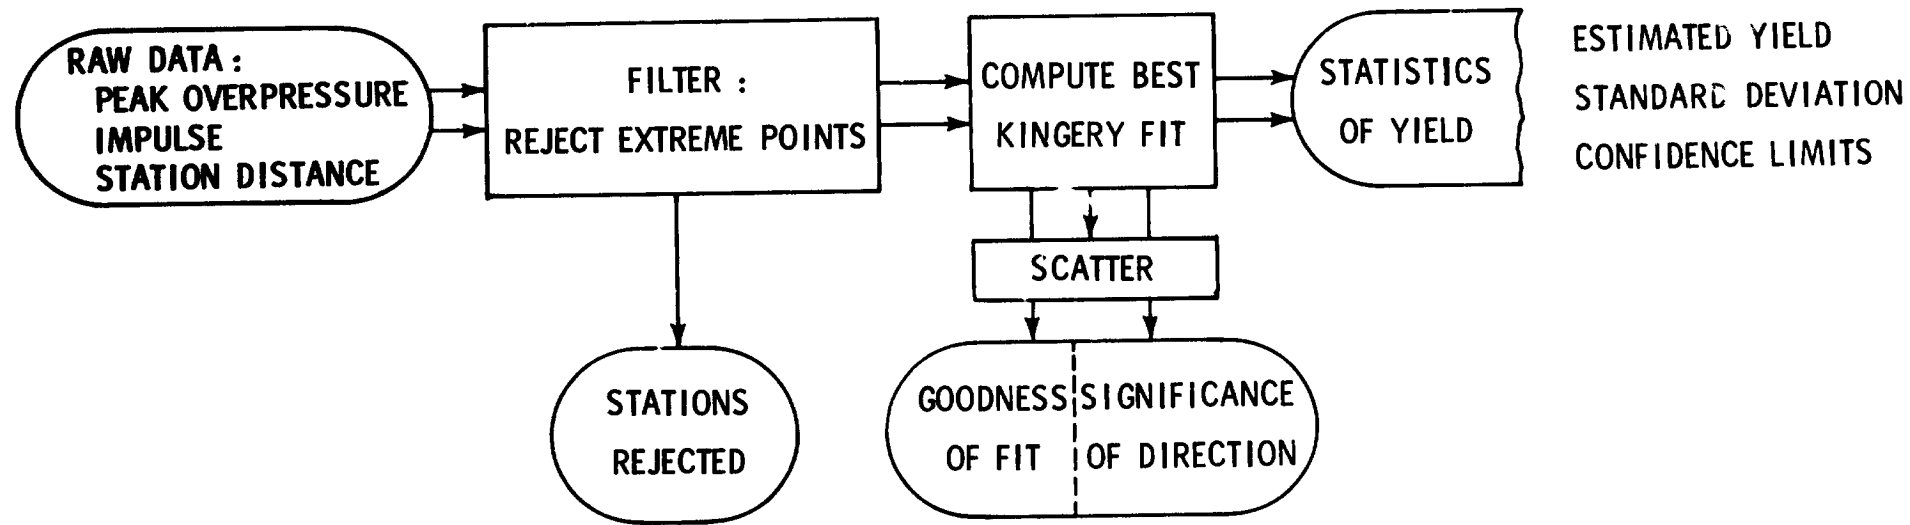 RAW DATA :
PEAK OVERPRESSURE
IMPULSE
STATION DISTANCE
FILTER :
REJECT EXTREME POINTS
COMPUTE BEST
KINGERY FIT
STATISTICS
OF YIELD
ESTIMATED YIELD
STANDARD DEVIATION
CONFIDENCE LIMITS
SCATTER
STATIONS
REJECTED
GOODNESS
OF FIT
SIGNIFICANCE
OF DIRECTION